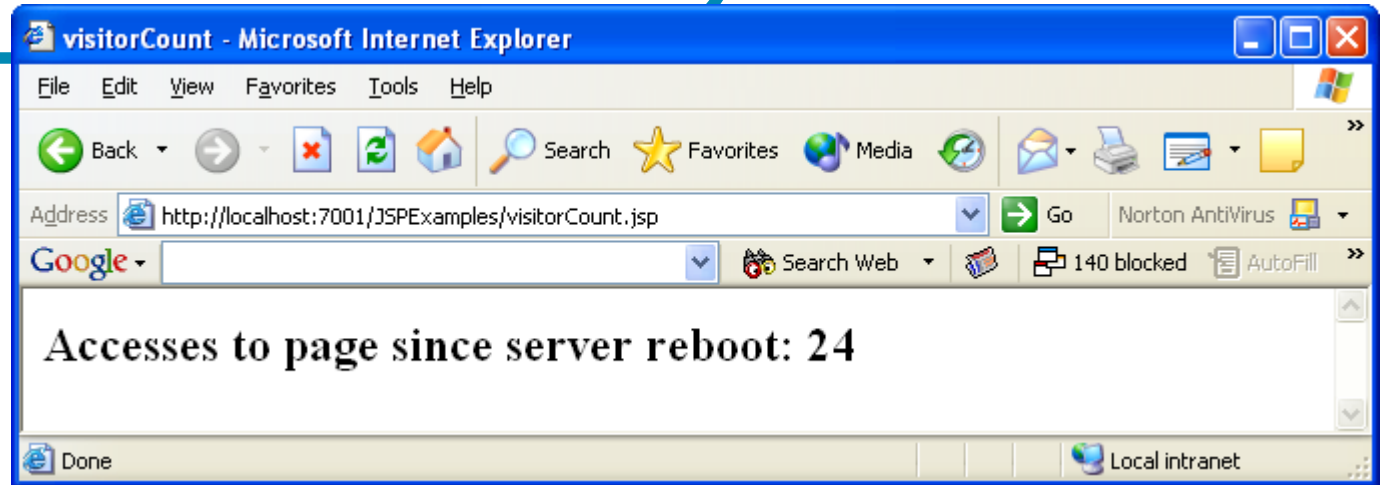 visitorCount - Microsoft Internet Explorer
File Edit View Favorites Tools Help
Back Search Favorites Media »
Address http://localhost:7001/JSPExamples/visitorCount.jsp Go Norton AntiVirus
Google Search Web 140 blocked AutoFill »
Accesses to page since server reboot: 24
Done Local intranet